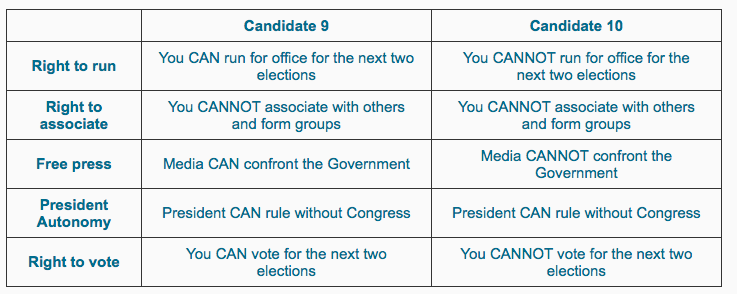 Candidate 9 Candidate 10
Right to run You CAN run for office for the next two elections You CANNOT run for office for the next two elections
Right to associate You CANNOT associate with others and form groups You CANNOT associate with others and form groups
Free press Media CAN confront the Government Media CANNOT confront the Government
President Autonomy President CAN rule without Congress President CAN rule without Congress
Right to vote You CAN vote for the next two elections You CANNOT vote for the next two elections